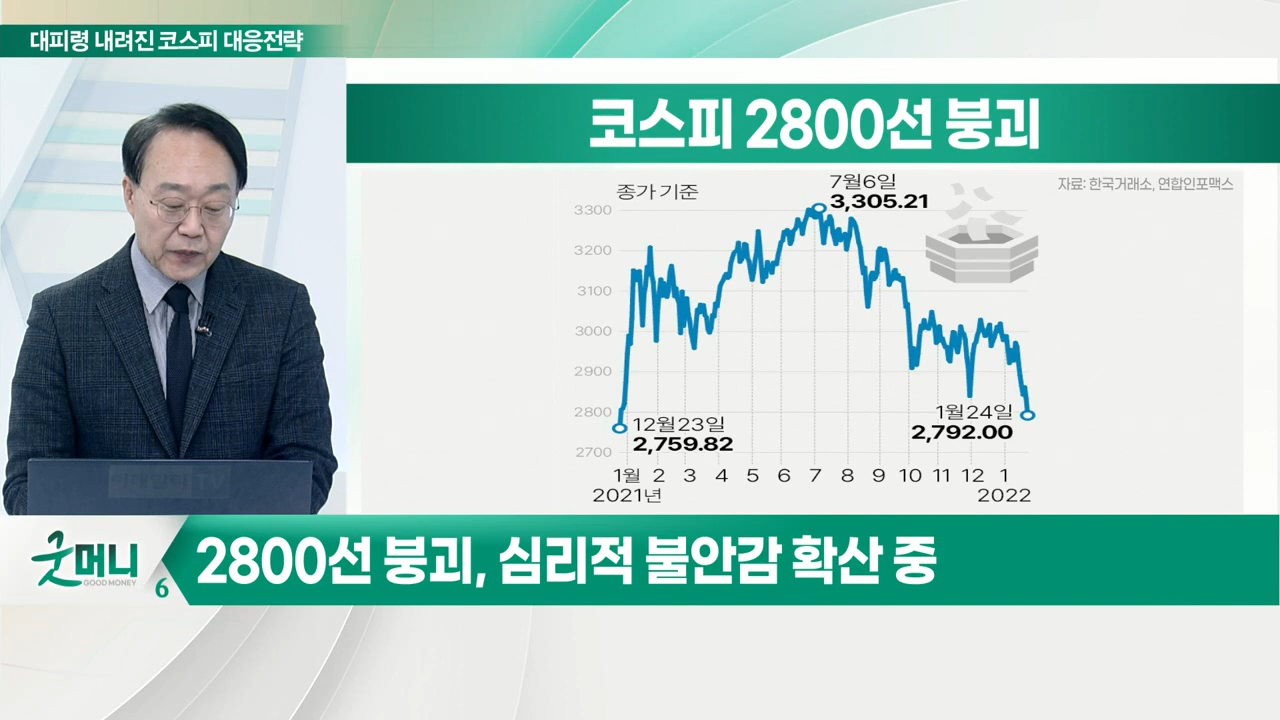 대피령 내려진 코스피 대응전략
코스피 2800선 붕괴
자료: 한국거래소, 연합인포맥스
종가 기준
7월6일
3,305.21
3300
3200
3100
3000
2900
2800
2700
12월23일
2,759.82
1월24일
2,792.00
1월 2 3 4 5 6 7 8 9 10 11 12 1
2021년 2022
굿머니
GOOD MONEY
6
2800선 붕괴, 심리적 불안감 확산 중